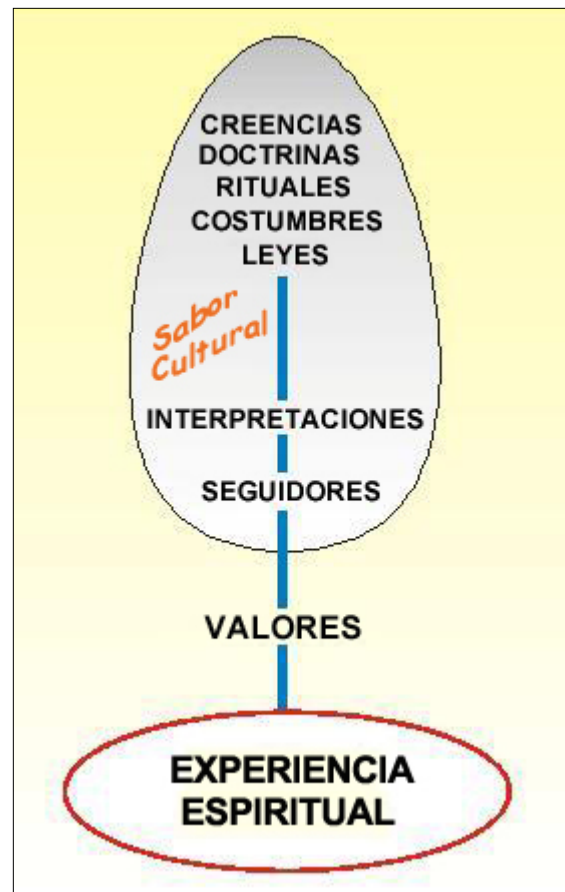 CREENCIAS
DOCTRINAS
RITUALES
COSTUMBRES
LEYES
Sabor
Cultural
INTERPRETACIONES
SEGUIDORES
VALORES
EXPERIENCIA
ESPIRITUAL